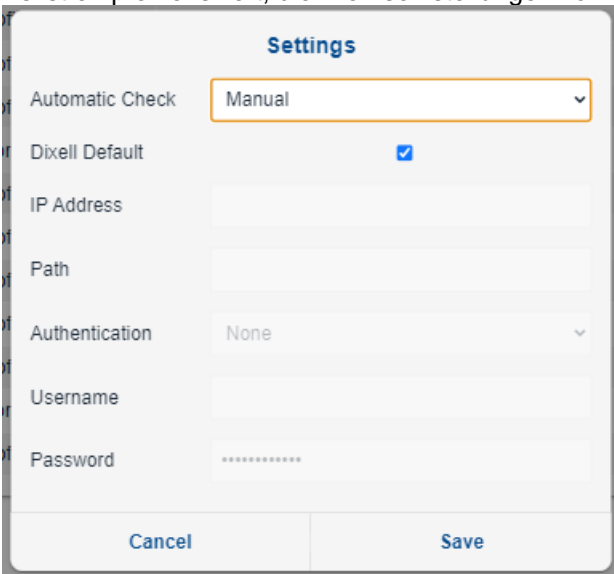 Settings
Automatic Check Manual
Dixell Default
IP Address
Path
Authentication None
Username
Password ••••••••••••
Cancel Save